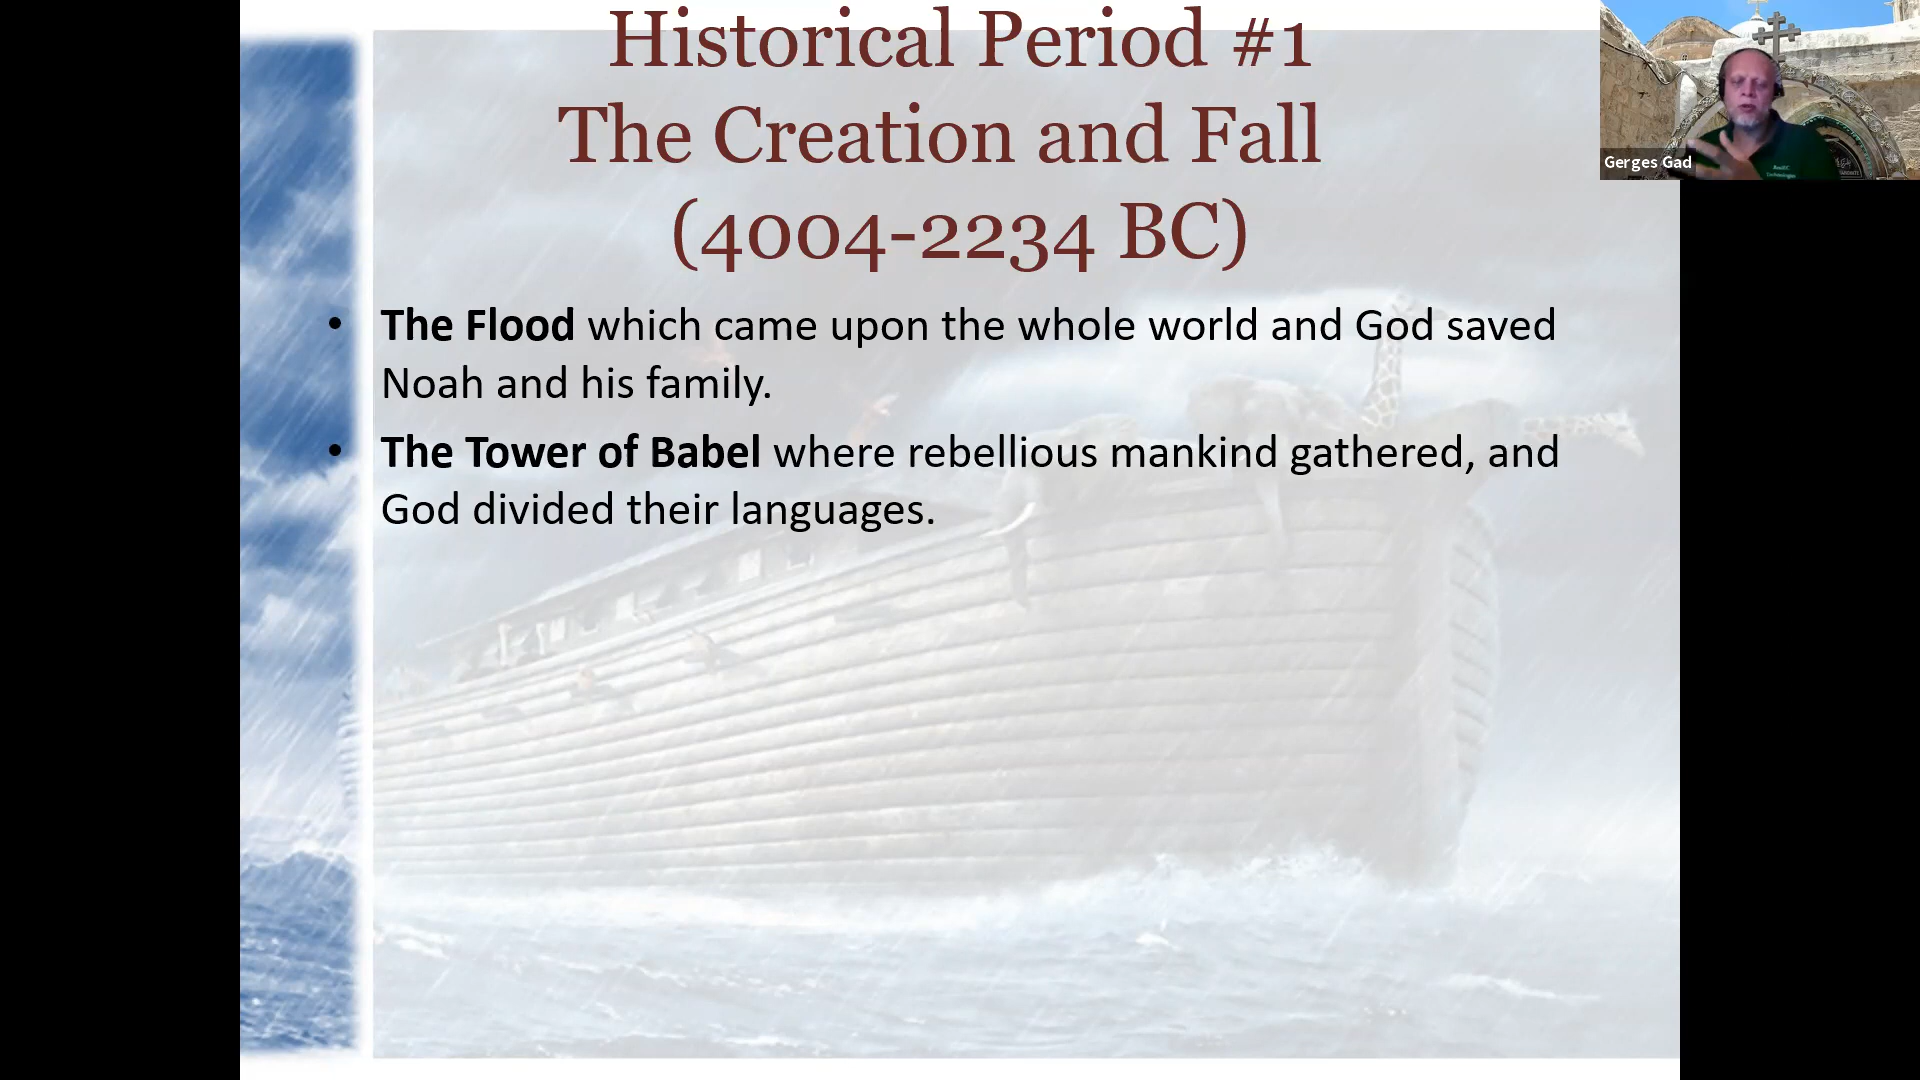 Historical Period #1
The Creation and Fall
(4004-2234 BC)
• The Flood which came upon the whole world and God saved
Noah and his family.
• The Tower of Babel where rebellious mankind gathered, and
God divided their languages.
Gerges Gad